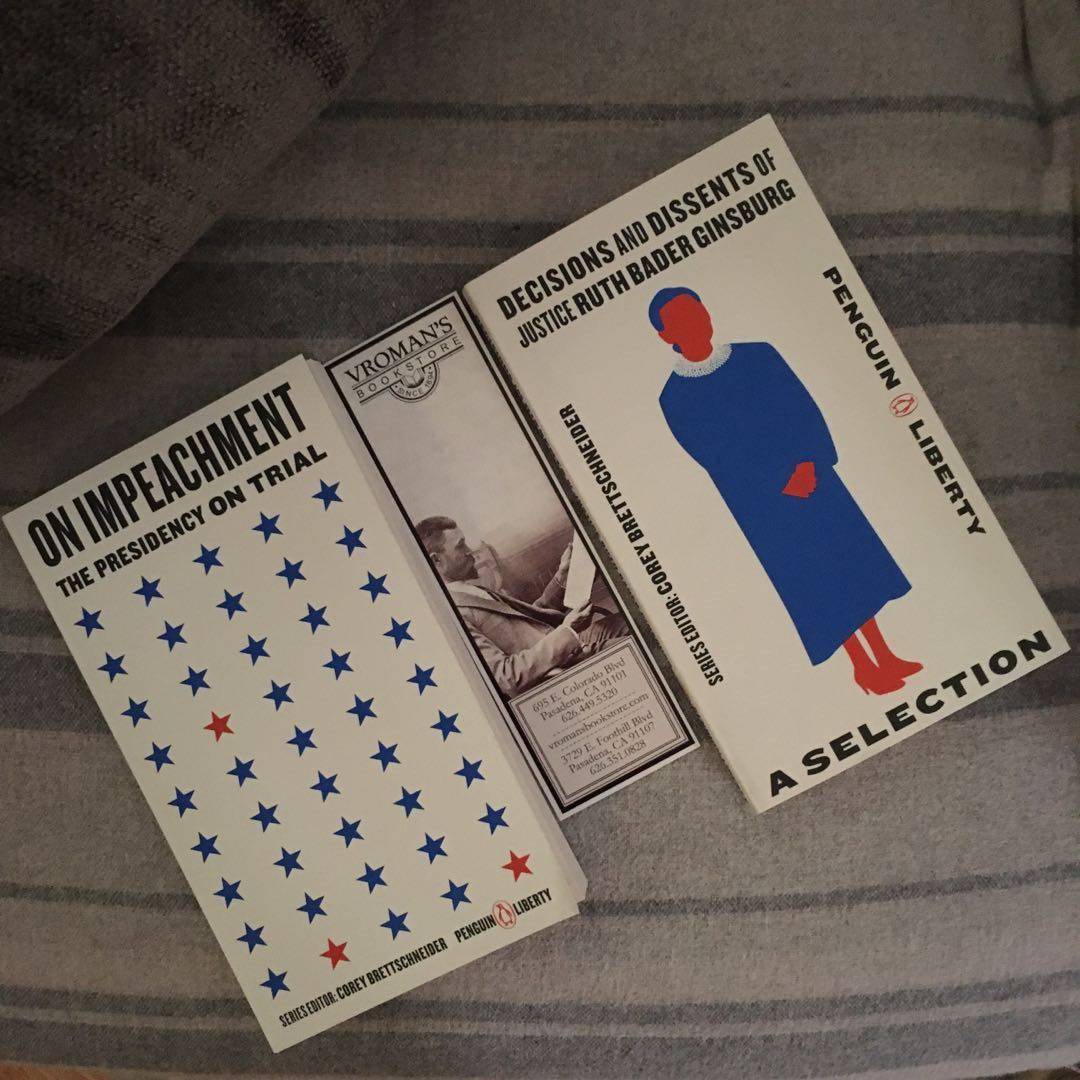 ON IMPEACHMENT
THE PRESIDENCY ON TRIAL
SERIES EDITOR: COREY BRETTSCHNEIDER PENGUIN LIBERTY
VROMAN'S
BOOKSTORE
SINCE 1894
695 E. Colorado Blvd
Pasadena, CA 91101
626.449.5320
vromansbookstore.com
3729 E. Foothill Blvd
Pasadena, CA 91107
626.351.0828
DECISIONS AND DISSENTS OF
JUSTICE RUTH BADER GINSBURG
PENGUIN LIBERTY
SERIES EDITOR: COREY BRETTSCHNEIDER
A SELECTION